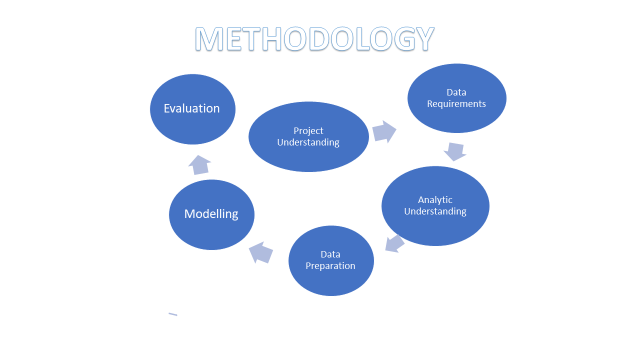 METHODOLOGY
Project
Understanding
Data
Requirements
Analytic
Understanding
Data
Preparation
Modelling
Evaluation